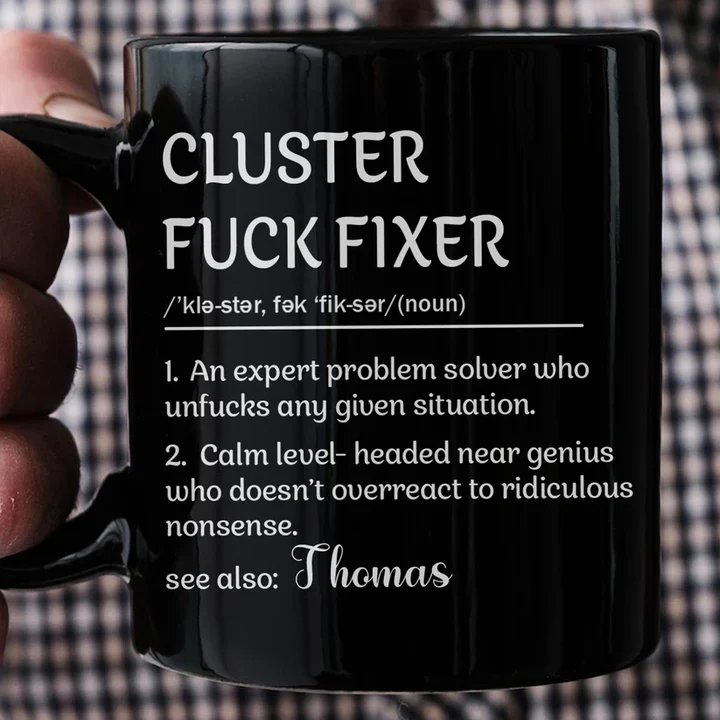 CLUSTER
FUCK FIXER
/’klə-stər, fək ‘fik-sər/(noun)
1. An expert problem solver who
unfucks any given situation.
2. Calm level- headed near genius
who doesn’t overreact to ridiculous
nonsense.
see also: Thomas